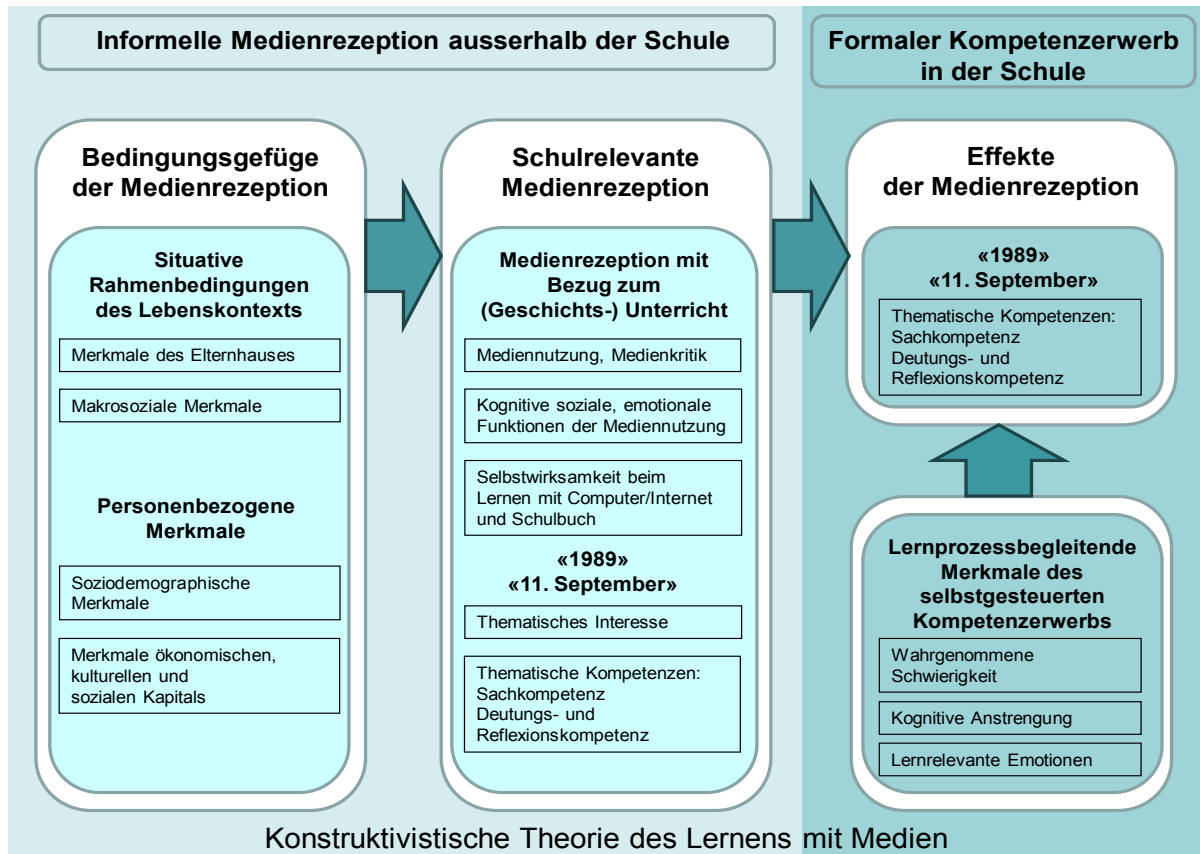 Informelle Medienrezeption ausserhalb der Schule
Formaler Kompetenzerwerb
in der Schule
Bedingungsgefüge
der Medienrezeption
Situative
Rahmenbedingungen
des Lebenskontexts
Merkmale des Elternhauses
Makrosoziale Merkmale
Personenbezogene
Merkmale
Soziodemographische
Merkmale
Merkmale ökonomischen,
kulturellen und
sozialen Kapitals
Schulrelevante
Medienrezeption
Medienrezeption mit
Bezug zum
(Geschichts-) Unterricht
Mediennutzung, Medienkritik
Kognitive soziale, emotionale
Funktionen der Mediennutzung
Selbstwirksamkeit beim
Lernen mit Computer/Internet
und Schulbuch
«1989»
«11. September»
Thematisches Interesse
Thematische Kompetenzen:
Sachkompetenz
Deutungs- und
Reflexionskompetenz
Effekte
der Medienrezeption
«1989»
«11. September»
Thematische Kompetenzen:
Sachkompetenz
Deutungs- und
Reflexionskompetenz
Lernprozessbegleitende
Merkmale des
selbstgesteuerten
Kompetenzerwerbs
Wahrgenommene
Schwierigkeit
Kognitive Anstrengung
Lernrelevante Emotionen
Konstruktivistische Theorie des Lernens mit Medien